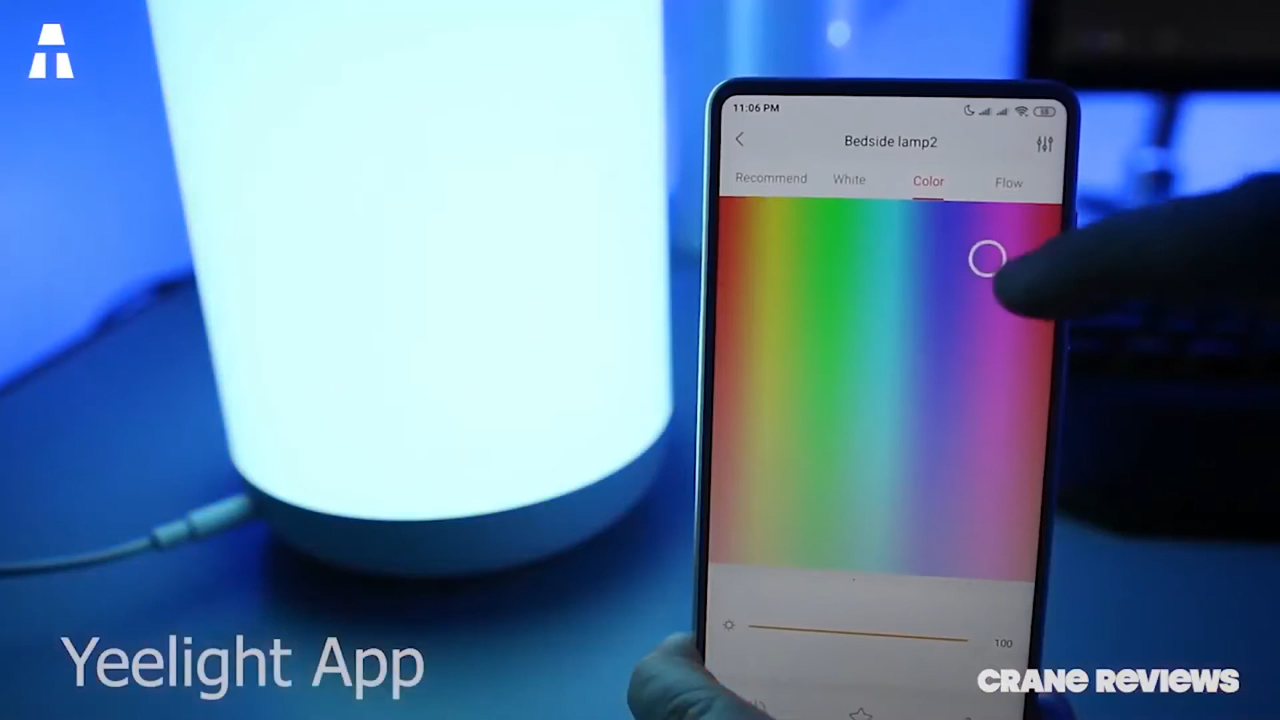 11:06 PM
Bedside lamp2
Recommend White Color Flow
100
Yeelight App
CRANE REVIEWS